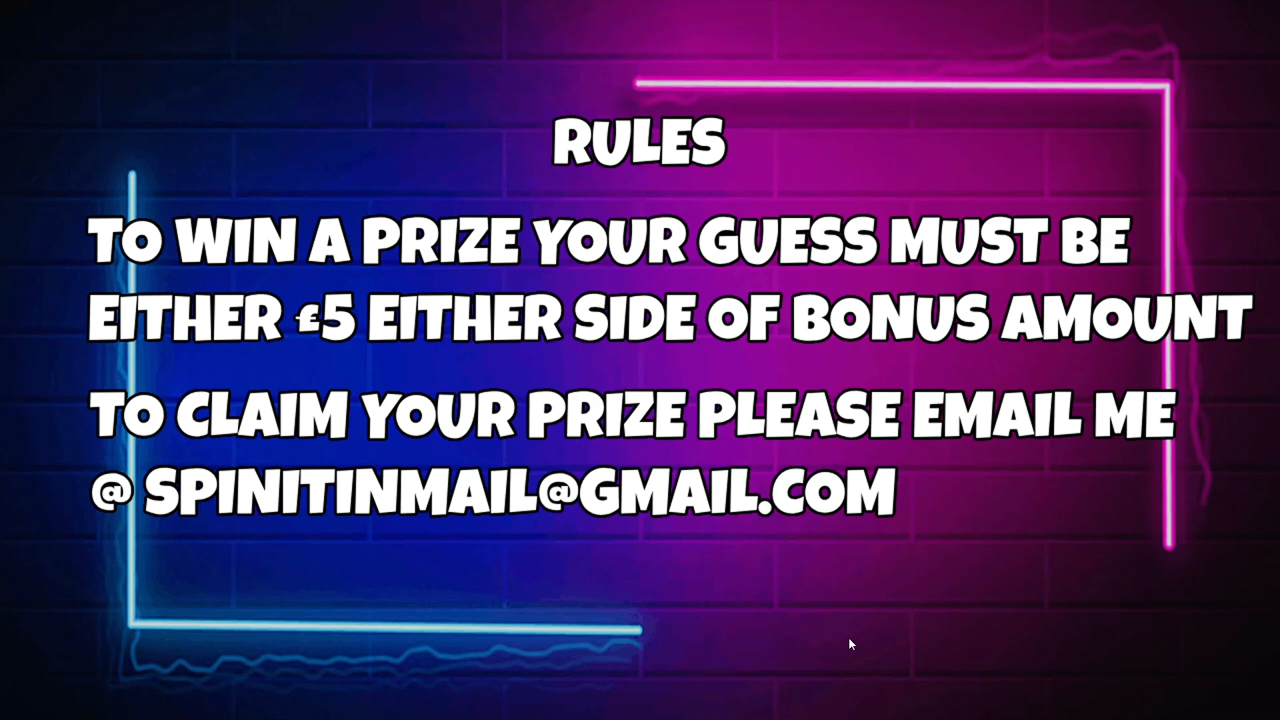 RULES
TO WIN A PRIZE YOUR GUESS MUST BE
EITHER £5 EITHER SIDE OF BONUS AMOUNT
TO CLAIM YOUR PRIZE PLEASE EMAIL ME
@ SPINITINMAIL@GMAIL.COM